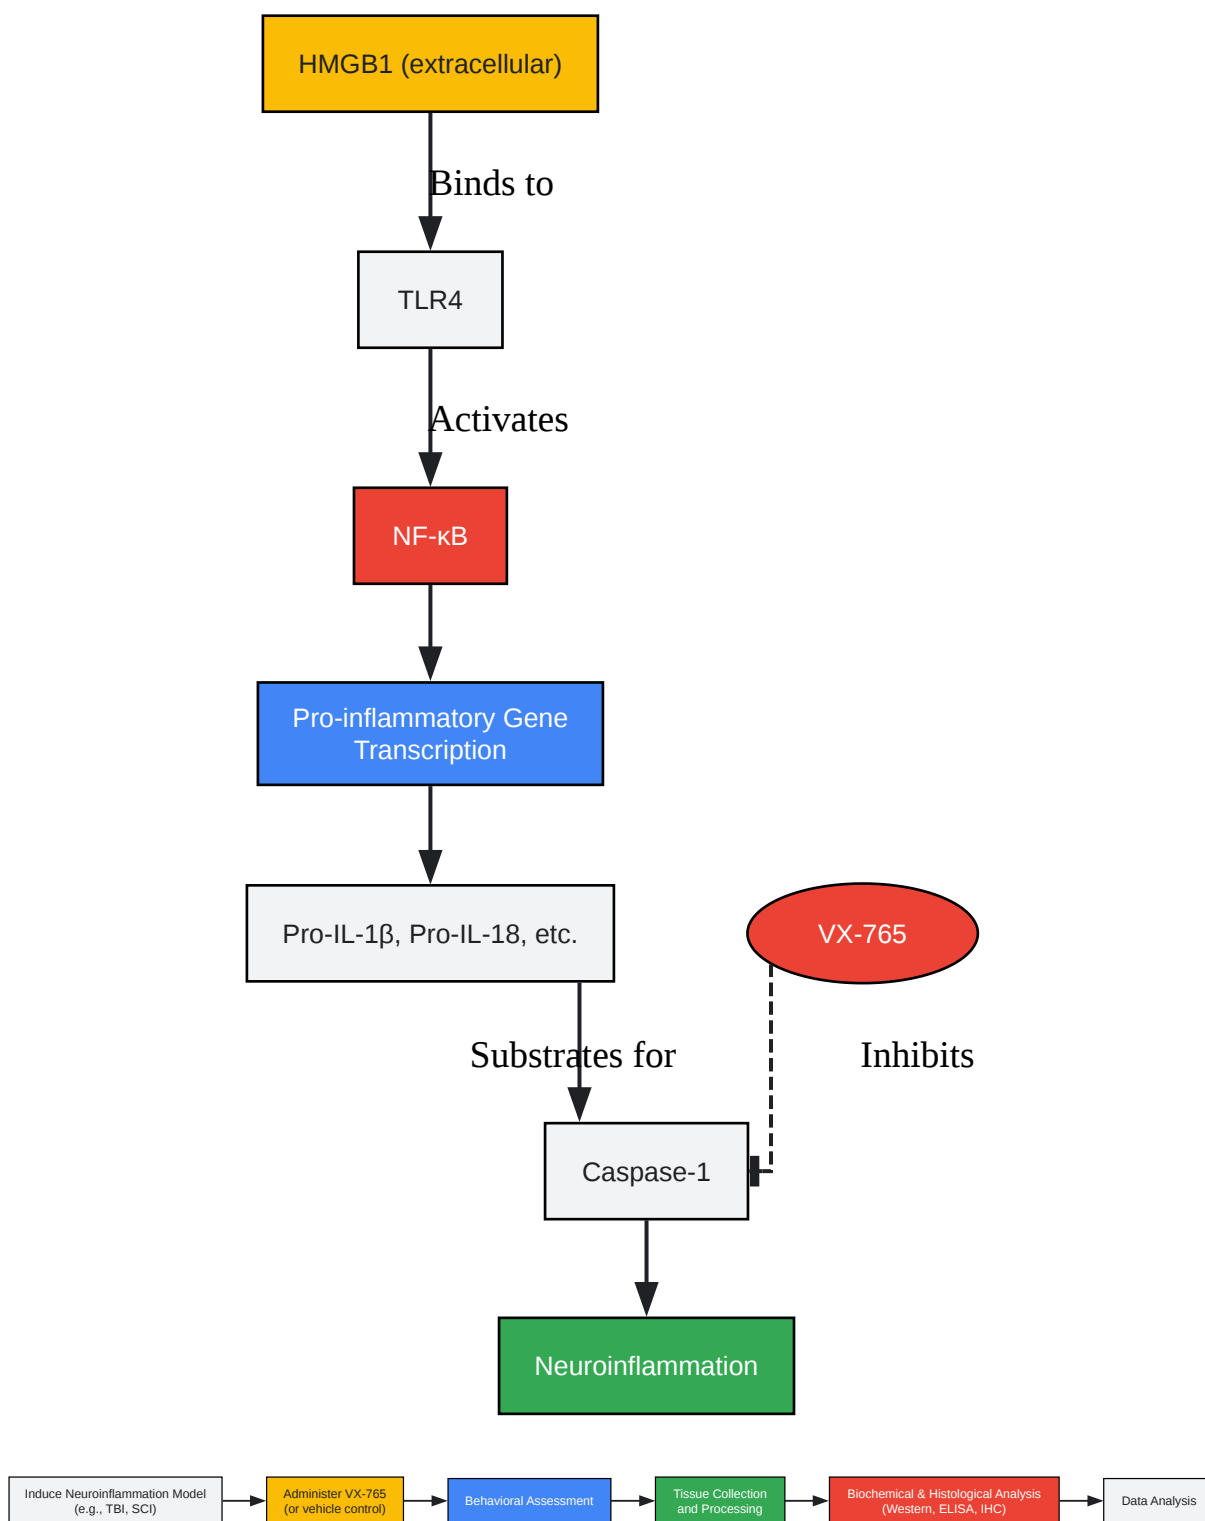 HMGB1 (extracellular)
Binds to
TLR4
Activates
NF-κB
Pro-inflammatory Gene
Transcription
Pro-IL-1β, Pro-IL-18, etc.
VX-765
Substrates for
Inhibits
Caspase-1
Neuroinflammation
Induce Neuroinflammation Model
(e.g., TBI, SCI)
Administer VX-765
(or vehicle control)
Behavioral Assessment
Tissue Collection
and Processing
Biochemical & Histological Analysis
(Western, ELISA, IHC)
Data Analysis